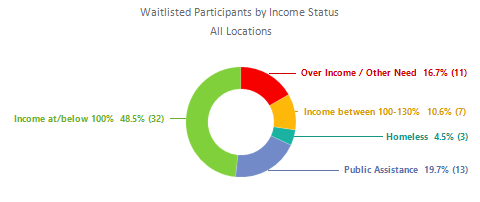 Waitlisted Participants by Income Status
All Locations
Over Income / Other Need 16.7% (11)
Income between 100-130% 10.6% (7)
Income at/below 100% 48.5% (32)
Homeless 4.5% (3)
Public Assistance 19.7% (13)